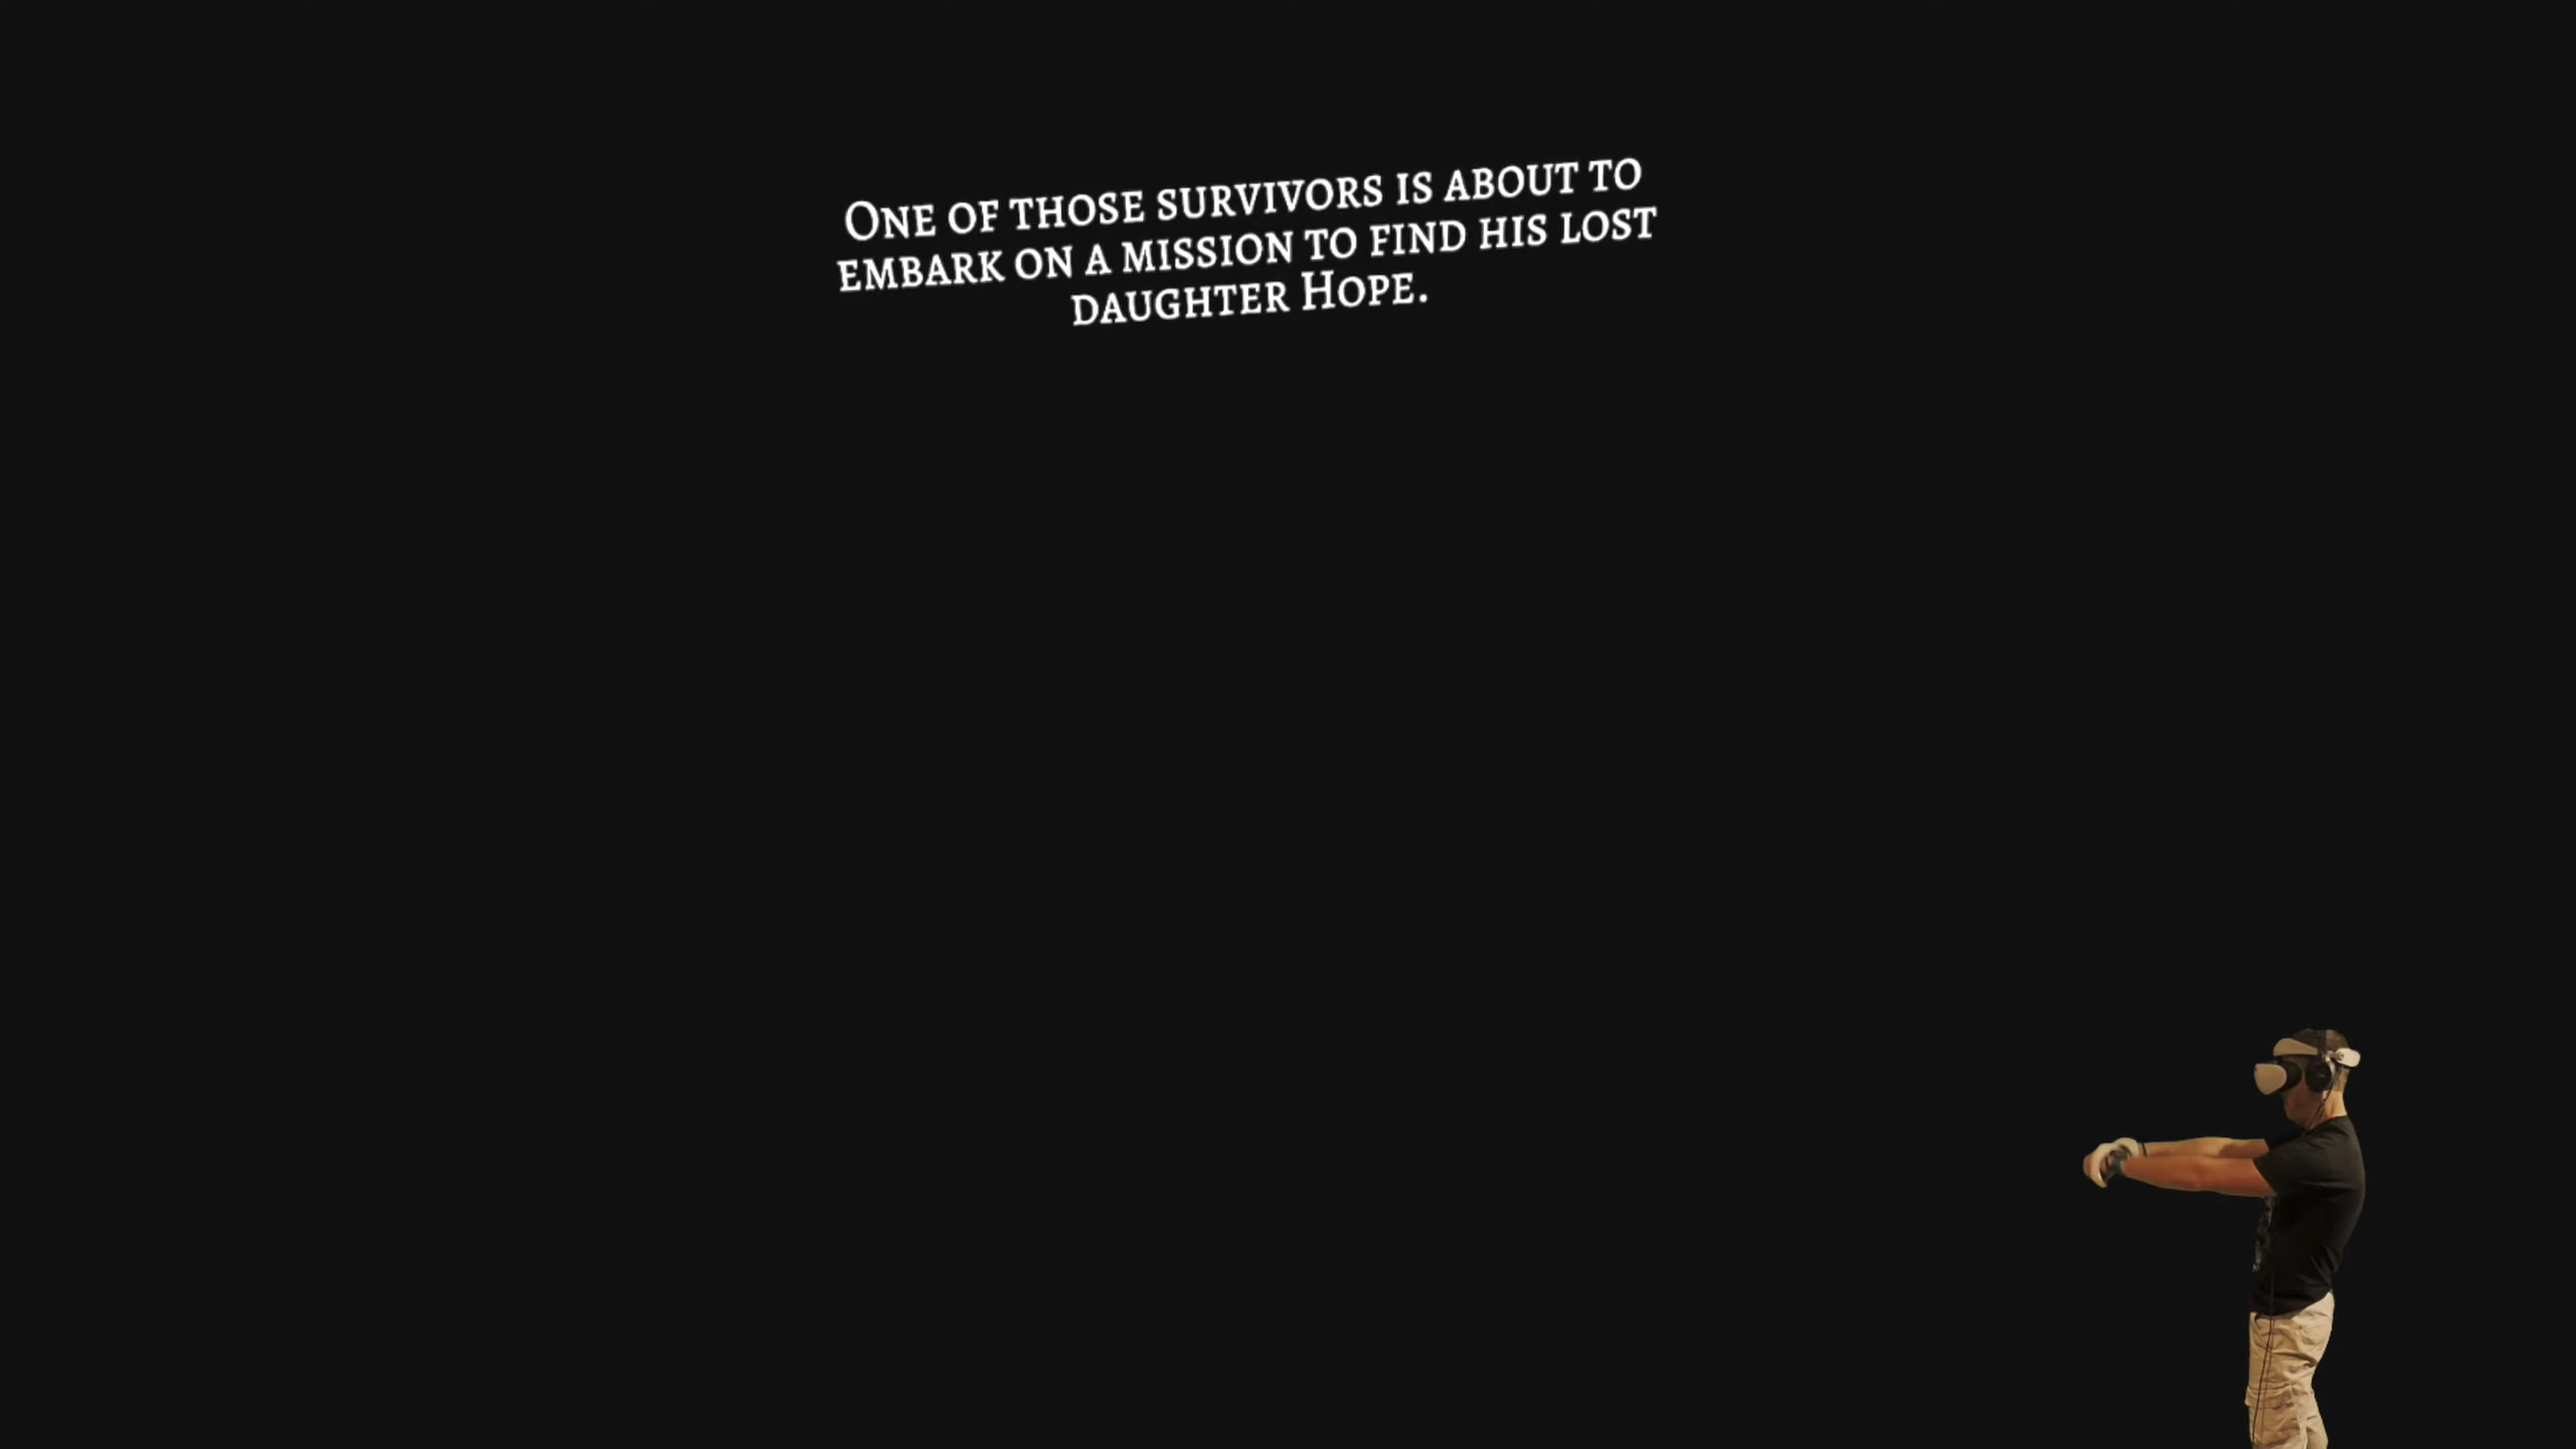 One of those survivors is about to
embark on a mission to find his lost
daughter Hope.